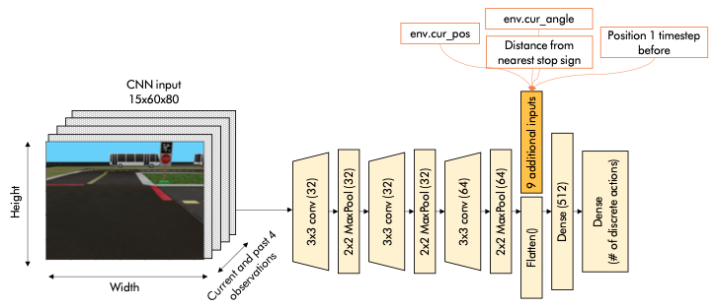 env.cur_angle
env.cur_pos
Distance from
nearest stop sign
Position 1 timestep
before
CNN input
15x60x80
Height
Width
Current and past 4
observations
3x3 conv (32)
2x2 MaxPool (32)
3x3 conv (32)
2x2 MaxPool (32)
3x3 conv (64)
2x2 MaxPool (64)
9 additional inputs
Flatten()
Dense (512)
Dense
(# of discrete actions)